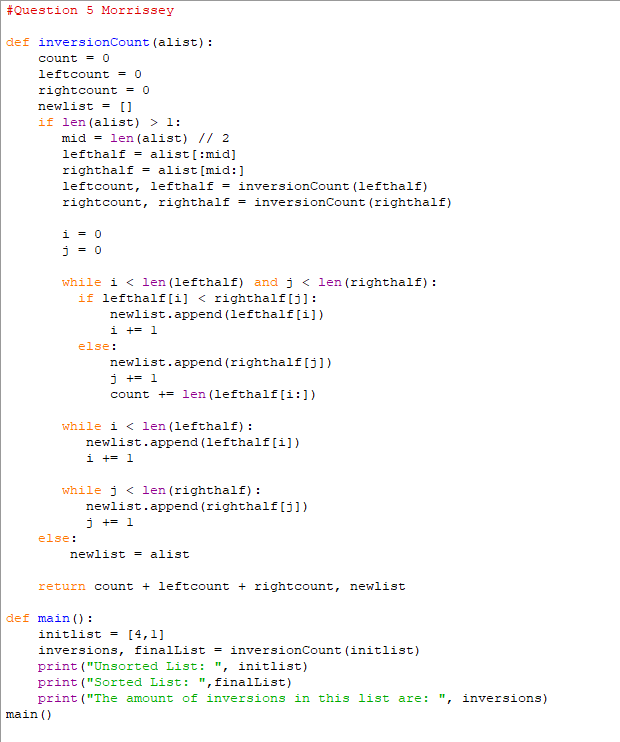 #Question 5 Morrissey

def inversionCount(alist):
    count = 0
    leftcount = 0
    rightcount = 0
    newlist = []
    if len(alist) > 1:
       mid = len(alist) // 2
       lefthalf = alist[:mid]
       righthalf = alist[mid:]
       leftcount, lefthalf = inversionCount(lefthalf)
       rightcount, righthalf = inversionCount(righthalf)

       i = 0
       j = 0

       while i < len(lefthalf) and j < len(righthalf):
         if lefthalf[i] < righthalf[j]:
             newlist.append(lefthalf[i])
             i += 1
         else:
             newlist.append(righthalf[j])
             j += 1
             count += len(lefthalf[i:])

       while i < len(lefthalf):
          newlist.append(lefthalf[i])
          i += 1

       while j < len(righthalf):
          newlist.append(righthalf[j])
          j += 1
    else:
        newlist = alist

    return count + leftcount + rightcount, newlist

def main():
    initlist = [4,1]
    inversions, finalList = inversionCount(initlist)
    print("Unsorted List: ", initlist)
    print("Sorted List: ",finalList)
    print("The amount of inversions in this list are: ", inversions)
main()